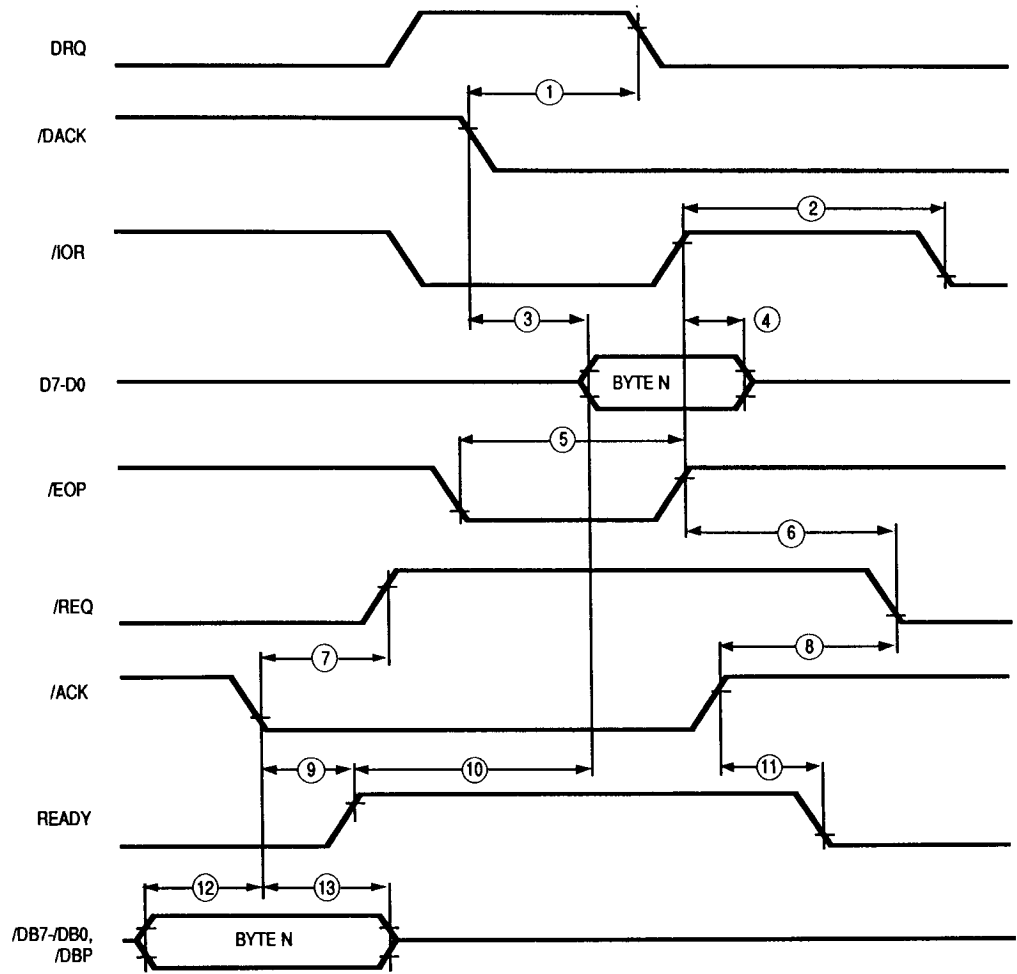 DRQ
1
/DACK
2
/IOR
3
4
D7-D0
BYTE N
5
/EOP
6
/REQ
7
8
/ACK
9
10
11
READY
12
13
/DB7-/DB0,
/DBP
BYTE N